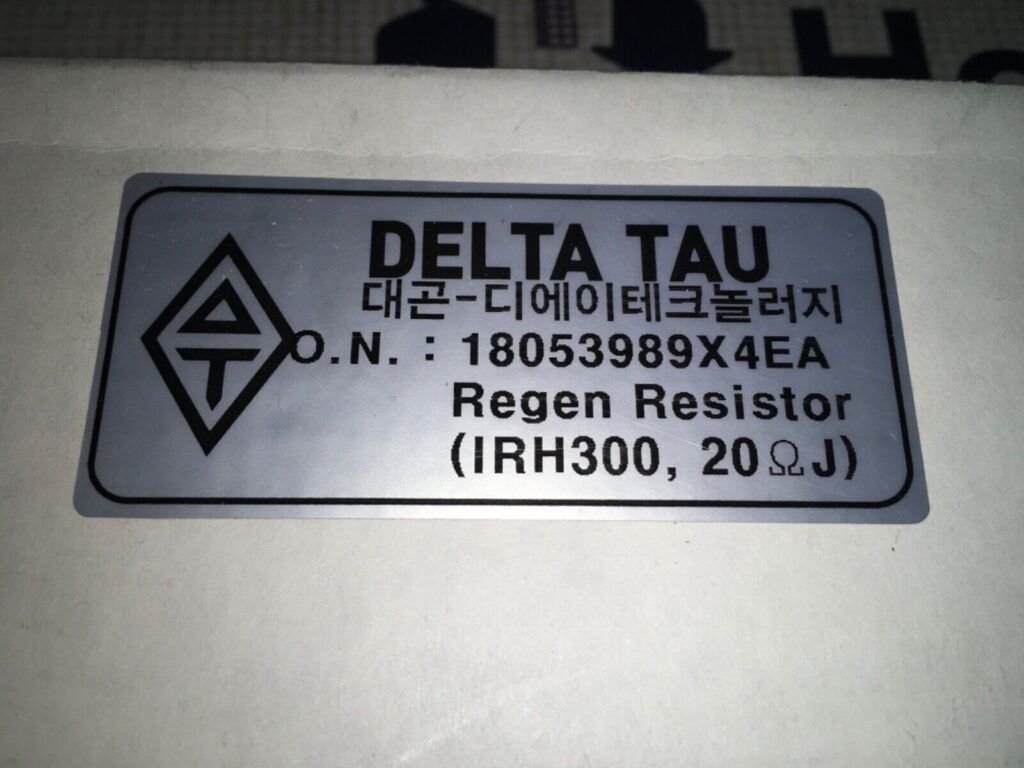 DELTA TAU
대곤-디에이테크놀러지
O.N. : 18053989X4EA
Regen Resistor
(IRH300, 20ΩJ)